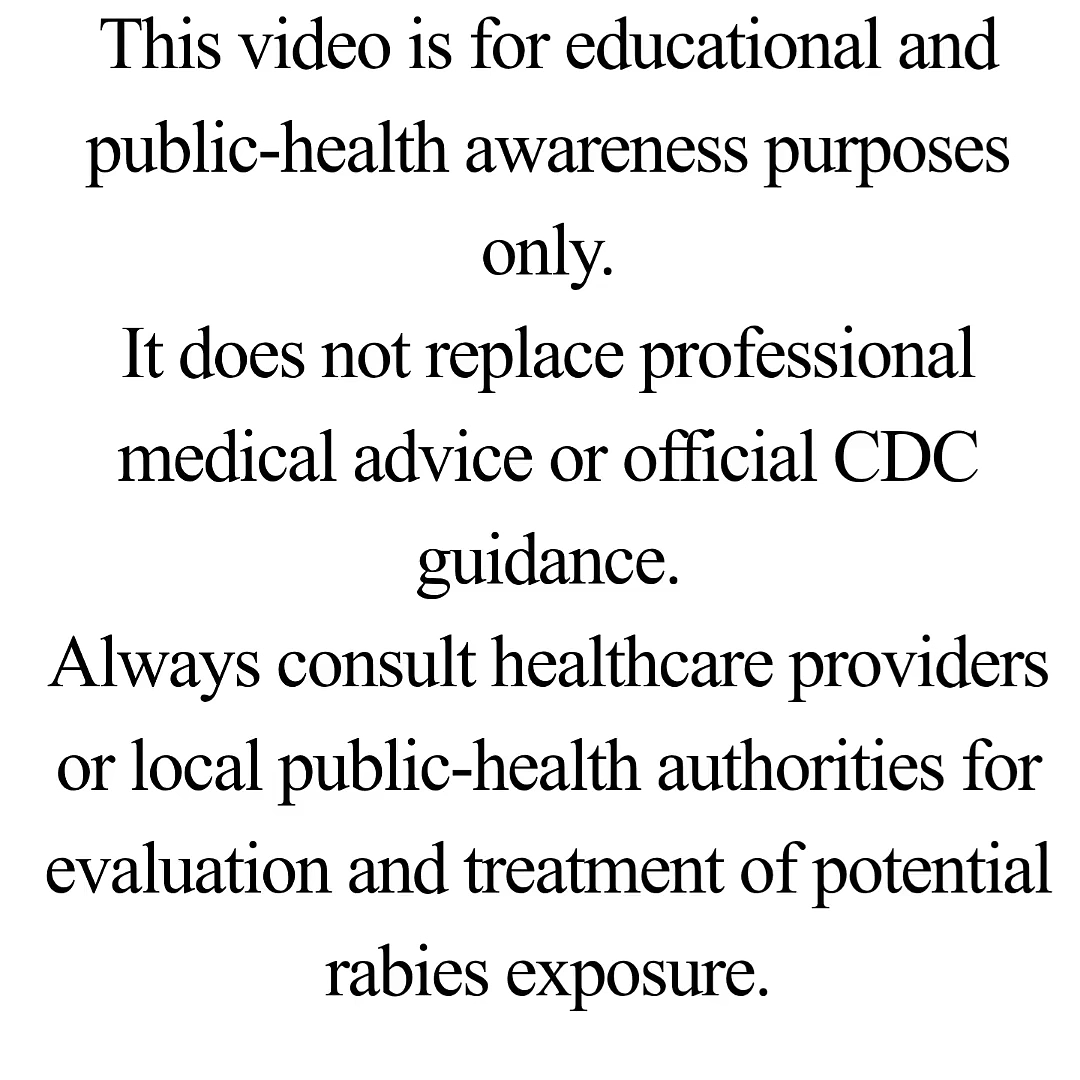 This video is for educational and
public-health awareness purposes
only.
It does not replace professional
medical advice or official CDC
guidance.
Always consult healthcare providers
or local public-health authorities for
evaluation and treatment of potential
rabies exposure.